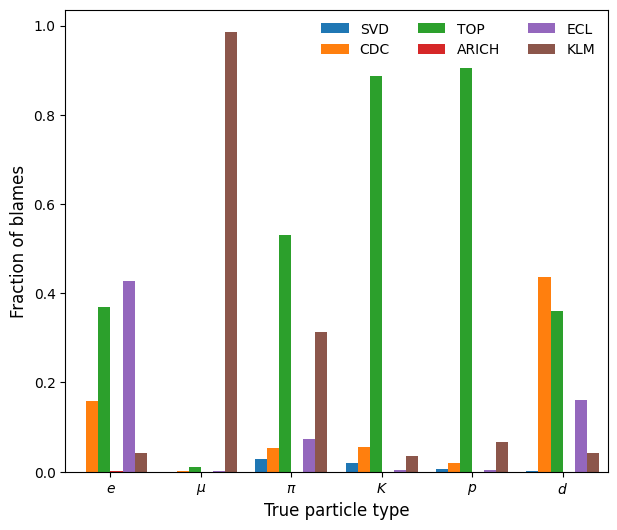 1.0
0.8
0.6
0.4
0.2
0.0
Fraction of blames
SVD TOP ECL
CDC ARICH KLM
e μ π K p d
True particle type